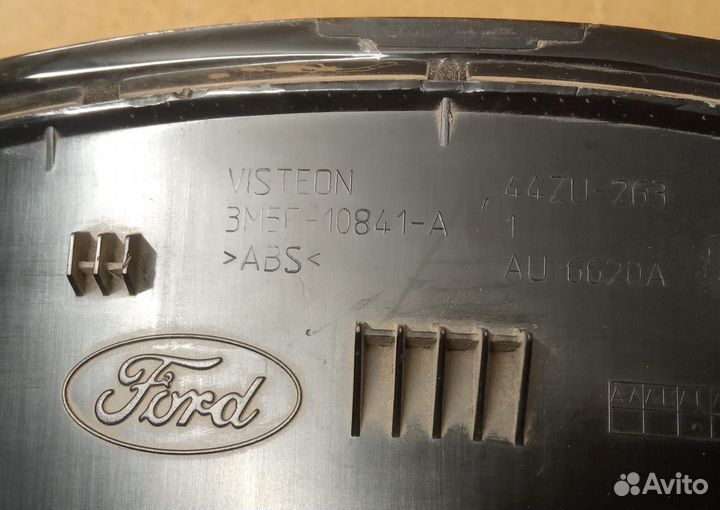 VISTEON
3M5F-10841-A
>ABS<
44ZU-263
1
AU 6620A
Ford
Avito